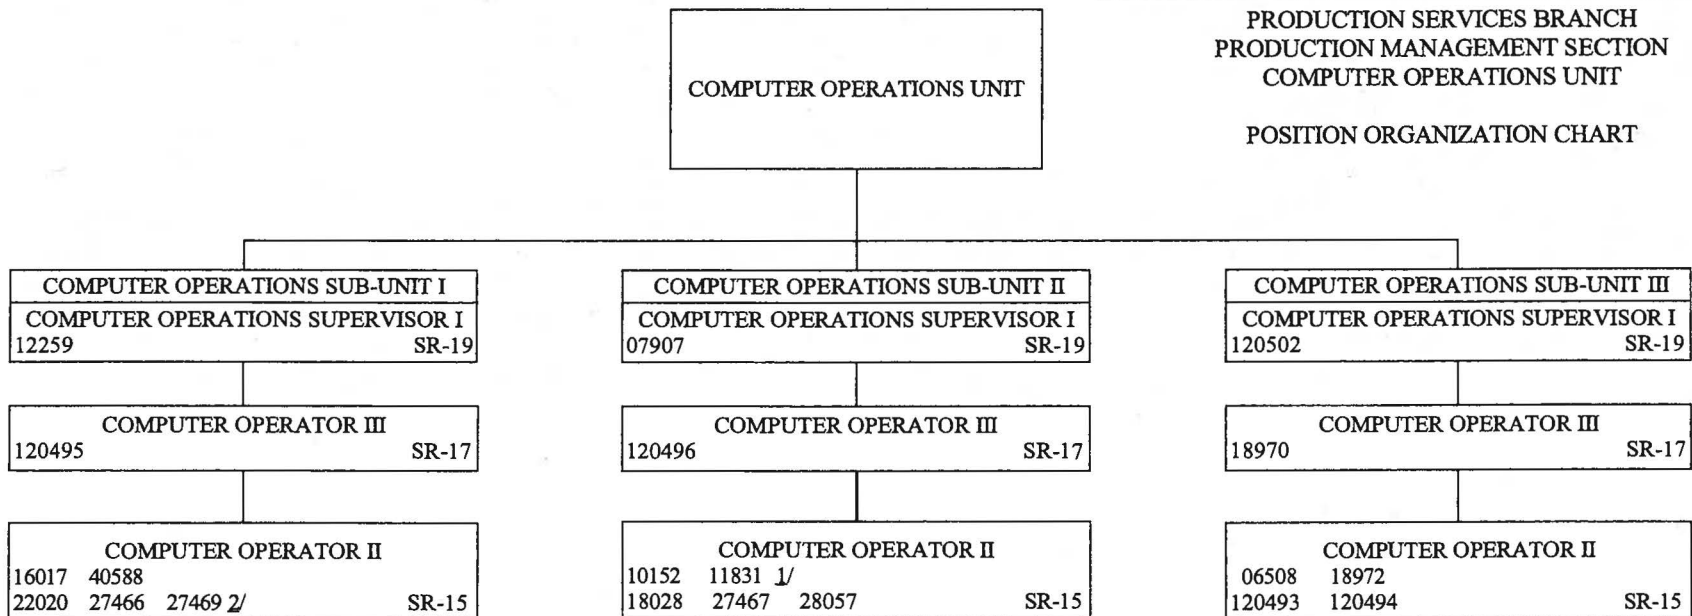 PRODUCTION SERVICES BRANCH
PRODUCTION MANAGEMENT SECTION
COMPUTER OPERATIONS UNIT
POSITION ORGANIZATION CHART
COMPUTER OPERATIONS UNIT
COMPUTER OPERATIONS SUB-UNIT I
COMPUTER OPERATIONS SUPERVISOR I
12259 SR-19
COMPUTER OPERATOR III
120495 SR-17
COMPUTER OPERATOR II
16017 40588
22020 27466 27469 2/ SR-15
COMPUTER OPERATIONS SUB-UNIT II
COMPUTER OPERATIONS SUPERVISOR I
07907 SR-19
COMPUTER OPERATOR III
120496 SR-17
COMPUTER OPERATOR II
10152 11831 1/
18028 27467 28057 SR-15
COMPUTER OPERATIONS SUB-UNIT III
COMPUTER OPERATIONS SUPERVISOR I
120502 SR-19
COMPUTER OPERATOR III
18970 SR-17
COMPUTER OPERATOR II
06508 18972
120493 120494 SR-15